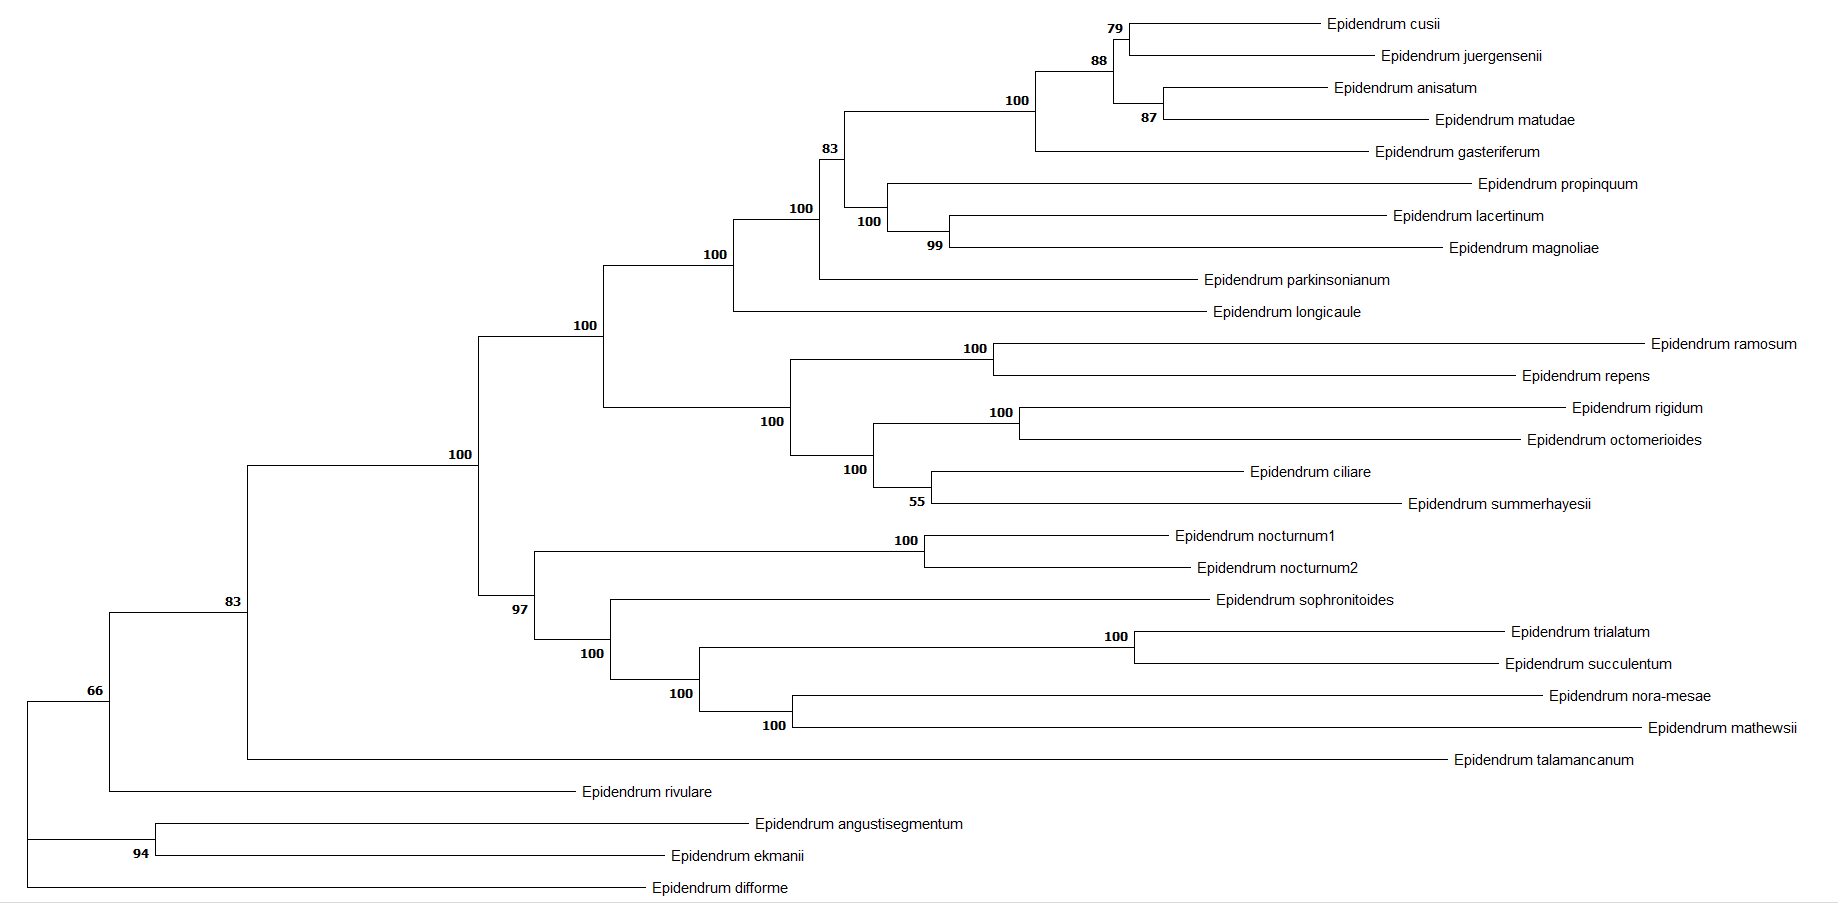 79
Epidendrum cusii
Epidendrum juergensenii
88
Epidendrum anisatum
87
Epidendrum matudae
100
Epidendrum gasteriferum
83
Epidendrum propinquum
100
Epidendrum lacertinum
99
Epidendrum magnoliae
100
Epidendrum parkinsonianum
100
Epidendrum longicaule
100
100
Epidendrum ramosum
Epidendrum repens
100
100
Epidendrum rigidum
Epidendrum octomerioides
100
Epidendrum ciliare
55
Epidendrum summerhayesii
100
100
Epidendrum nocturnum1
Epidendrum nocturnum2
97
Epidendrum sophronitoides
100
100
Epidendrum trialatum
Epidendrum succulentum
100
Epidendrum nora-mesae
100
Epidendrum mathewsii
83
Epidendrum talamancanum
66
Epidendrum rivulare
Epidendrum angustisegmentum
94
Epidendrum ekmanii
Epidendrum difforme